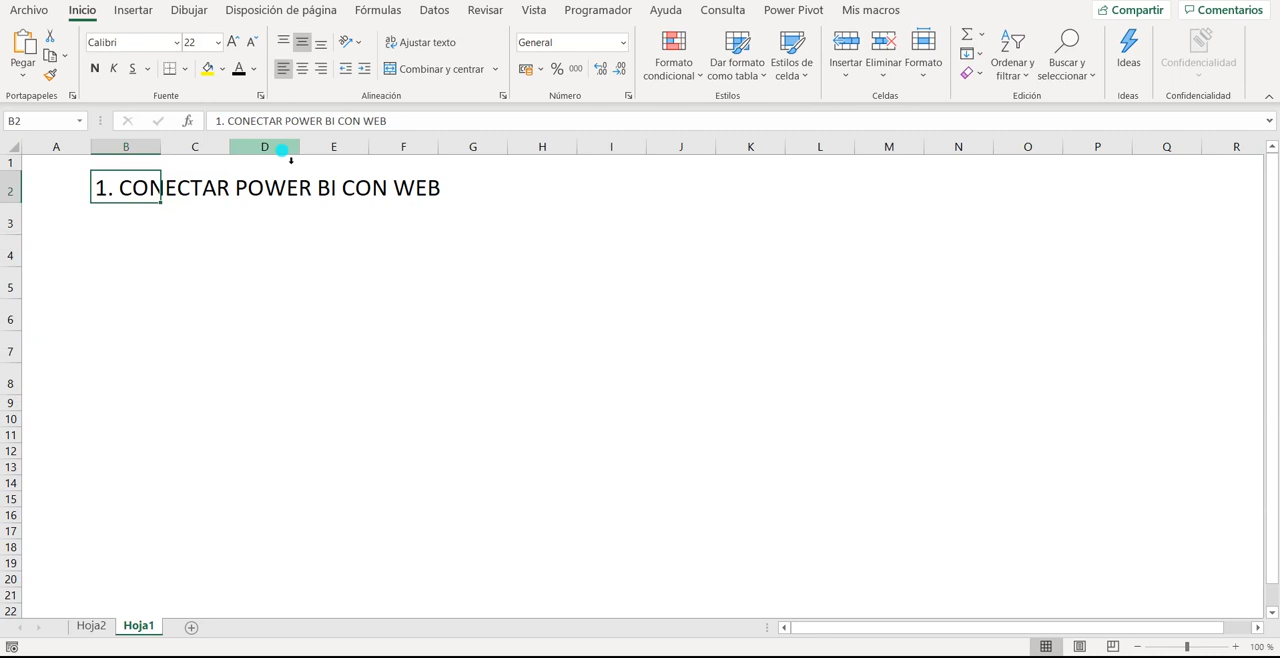 Archivo Inicio Insertar Dibujar Disposición de página Fórmulas Datos Revisar Vista Programador Ayuda Consulta Power Pivot Mis macros Compartir Comentarios
Pegar
Calibri 22
N K S
Ajustar texto
Combinar y centrar
General
% 000
Formato condicional
Dar formato como tabla
Estilos de celda
Insertar Eliminar Formato
Ordenar y filtrar
Buscar y seleccionar
Ideas
Confidencialidad
Portapapeles Fuente Alineación Número Estilos Celdas Edición Ideas Confidencialidad
B2 fx 1. CONECTAR POWER BI CON WEB
A B C D E F G H I J K L M N O P Q R
1
2 1. CONECTAR POWER BI CON WEB
3
4
5
6
7
8
9
10
11
12
13
14
15
16
17
18
19
20
21
22
Hoja2 Hoja1
100 %